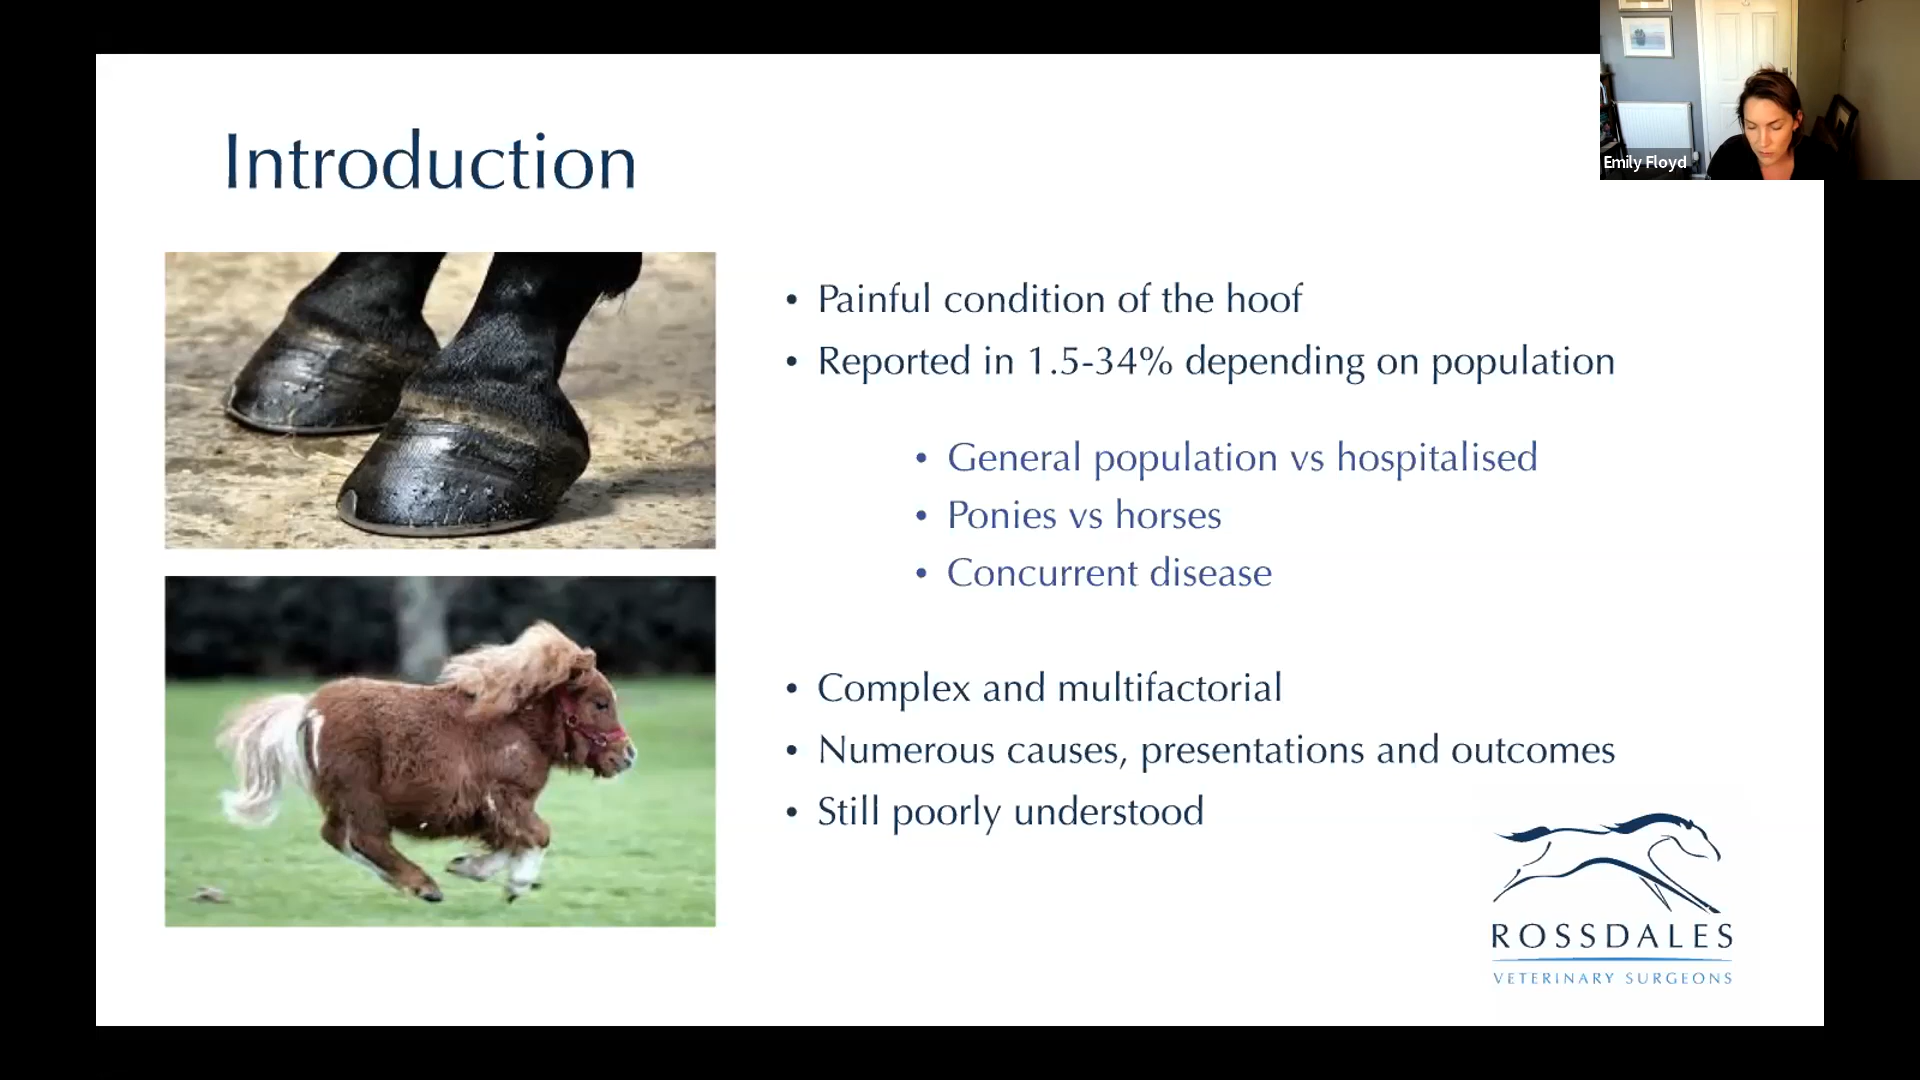 Introduction
Emily Floyd
• Painful condition of the hoof
• Reported in 1.5-34% depending on population
• General population vs hospitalised
• Ponies vs horses
• Concurrent disease
• Complex and multifactorial
• Numerous causes, presentations and outcomes
• Still poorly understood
ROSSDALES
VETERINARY SURGEONS